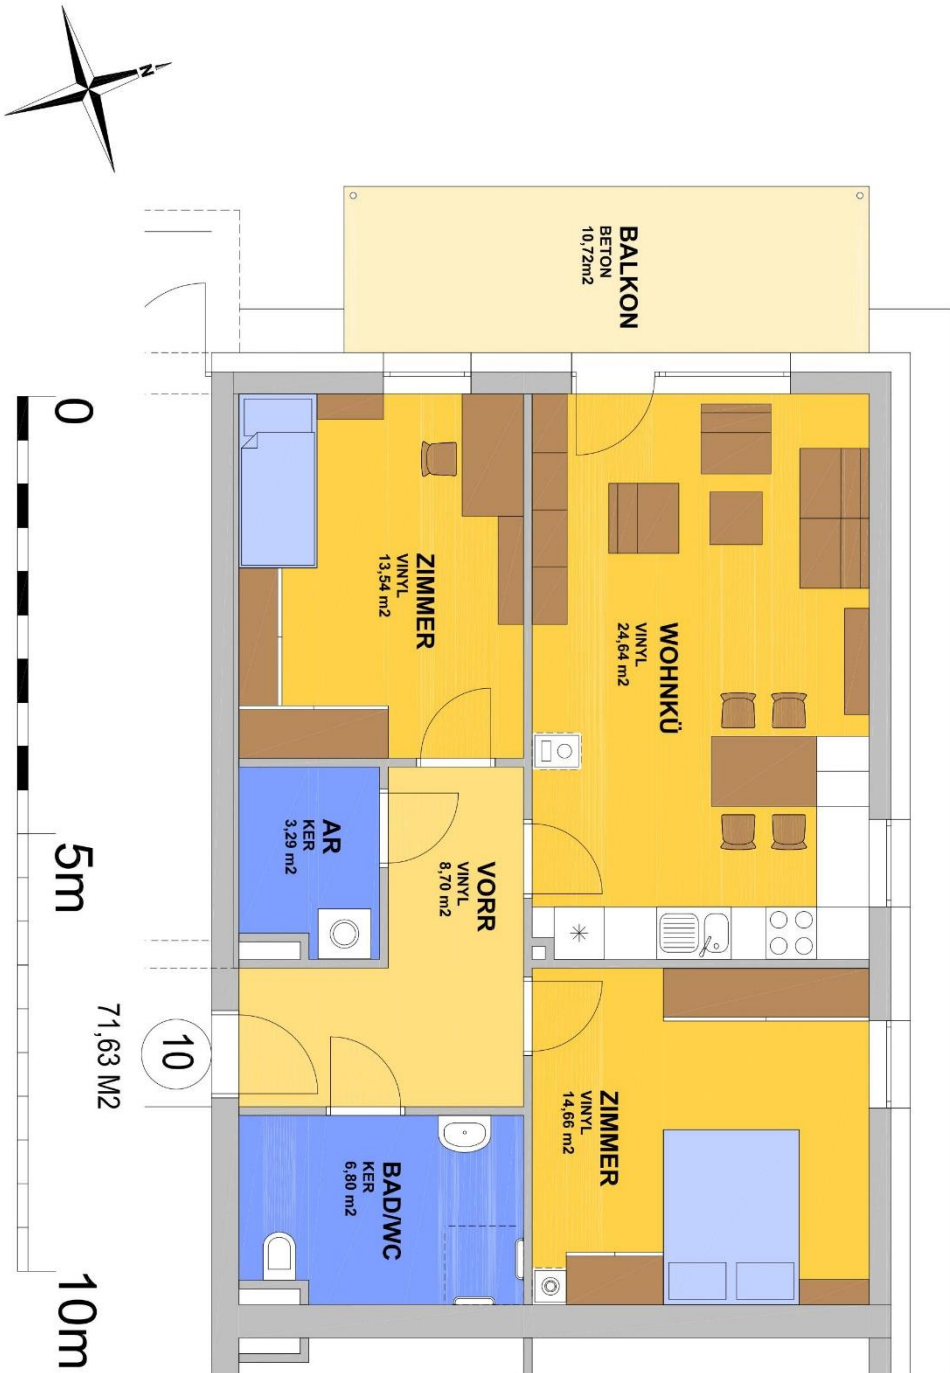 N
BALKON
BETON
10,72m2
0
5m
10m
ZIMMER
VINYL
13,54 m2
WOHNKÜ
VINYL
24,64 m2
AR
KER
3,29 m2
VORR
VINYL
8,70 m2
10
71,63 M2
ZIMMER
VINYL
14,66 m2
BAD/WC
KER
6,80 m2